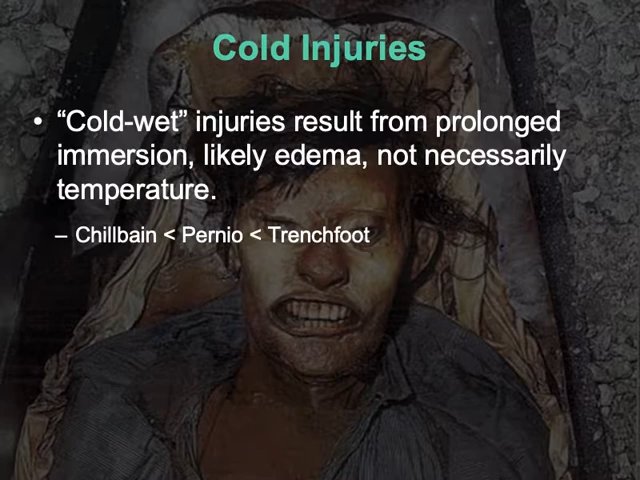 Cold Injuries
• “Cold-wet” injuries result from prolonged
immersion, likely edema, not necessarily
temperature.
– Chillbain < Pernio < Trenchfoot